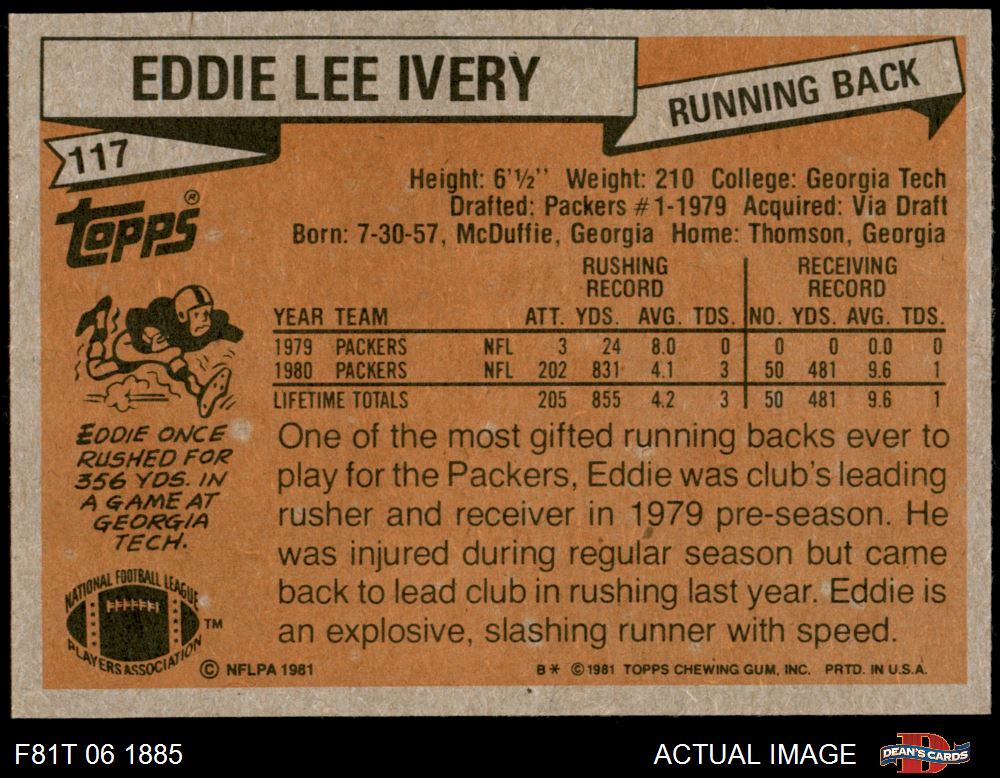 EDDIE LEE IVERY
RUNNING BACK
117
TOPPS®
Height: 6'½'' Weight: 210 College: Georgia Tech
Drafted: Packers #1-1979 Acquired: Via Draft
Born: 7-30-57, McDuffie, Georgia Home: Thomson, Georgia
RUSHING RECORD RECEIVING RECORD
YEAR TEAM ATT. YDS. AVG. TDS. NO. YDS. AVG. TDS.
1979 PACKERS NFL 3 24 8.0 0 0 0 0.0 0
1980 PACKERS NFL 202 831 4.1 3 50 481 9.6 1
LIFETIME TOTALS 205 855 4.2 3 50 481 9.6 1
EDDIE ONCE
RUSHED FOR
356 YDS. IN
A GAME AT
GEORGIA
TECH.
One of the most gifted running backs ever to
play for the Packers, Eddie was club's leading
rusher and receiver in 1979 pre-season. He
was injured during regular season but came
back to lead club in rushing last year. Eddie is
an explosive, slashing runner with speed.
NATIONAL FOOTBALL LEAGUE
PLAYERS ASSOCIATION
TM
© NFLPA 1981
B* © 1981 TOPPS CHEWING GUM, INC. PRTD. IN U.S.A.
F81T 06 1885
ACTUAL IMAGE
D
DEAN'S CARDS